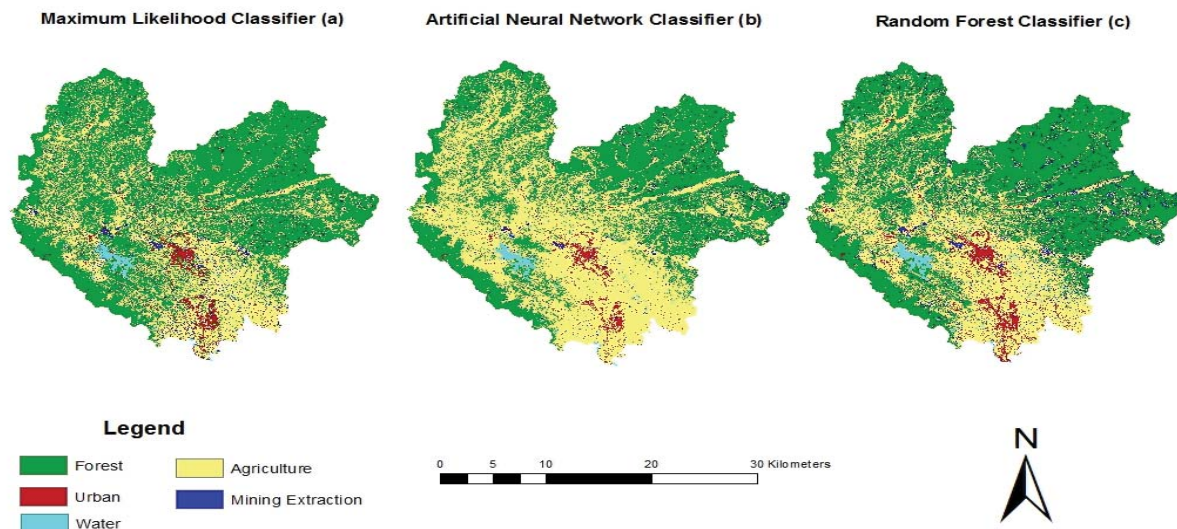 Maximum Likelihood Classifier (a)
Artificial Neural Network Classifier (b)
Random Forest Classifier (c)
Legend
Forest
Agriculture
Urban
Mining Extraction
Water
0 5 10 20 30 Kilometers
N